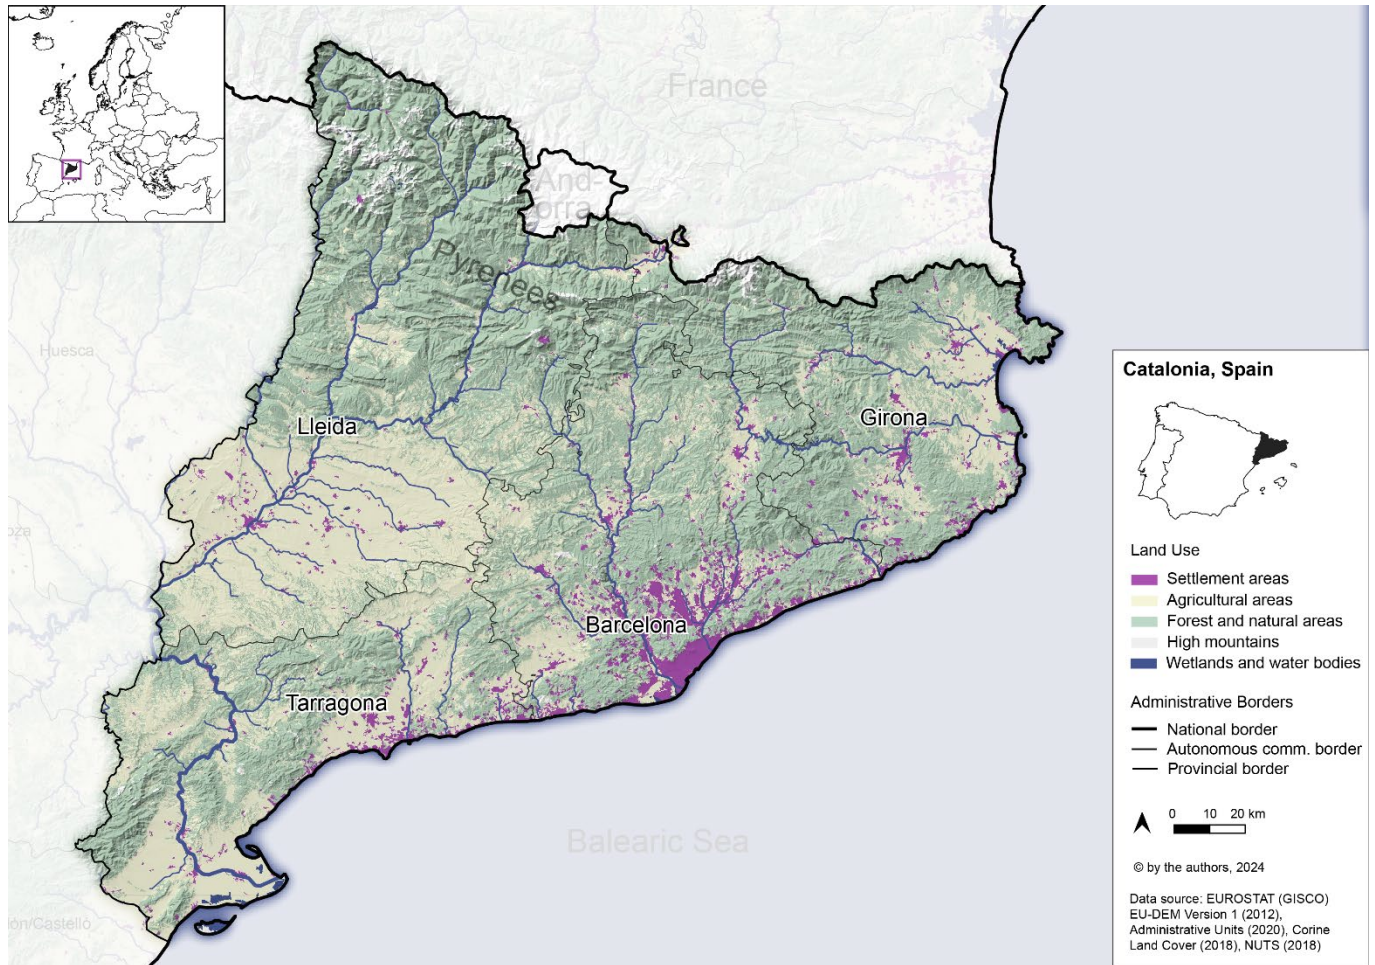 France
And-
orra
Pyrenees
Huesca
Lleida
Girona
oza
Barcelona
Tarragona
Balearic Sea
Catalonia, Spain
Land Use
Settlement areas
Agricultural areas
Forest and natural areas
High mountains
Wetlands and water bodies
Administrative Borders
National border
Autonomous comm. border
Provincial border
0 10 20 km
© by the authors, 2024
Data source: EUROSTAT (GISCO)
EU-DEM Version 1 (2012),
Administrative Units (2020), Corine
Land Cover (2018), NUTS (2018)